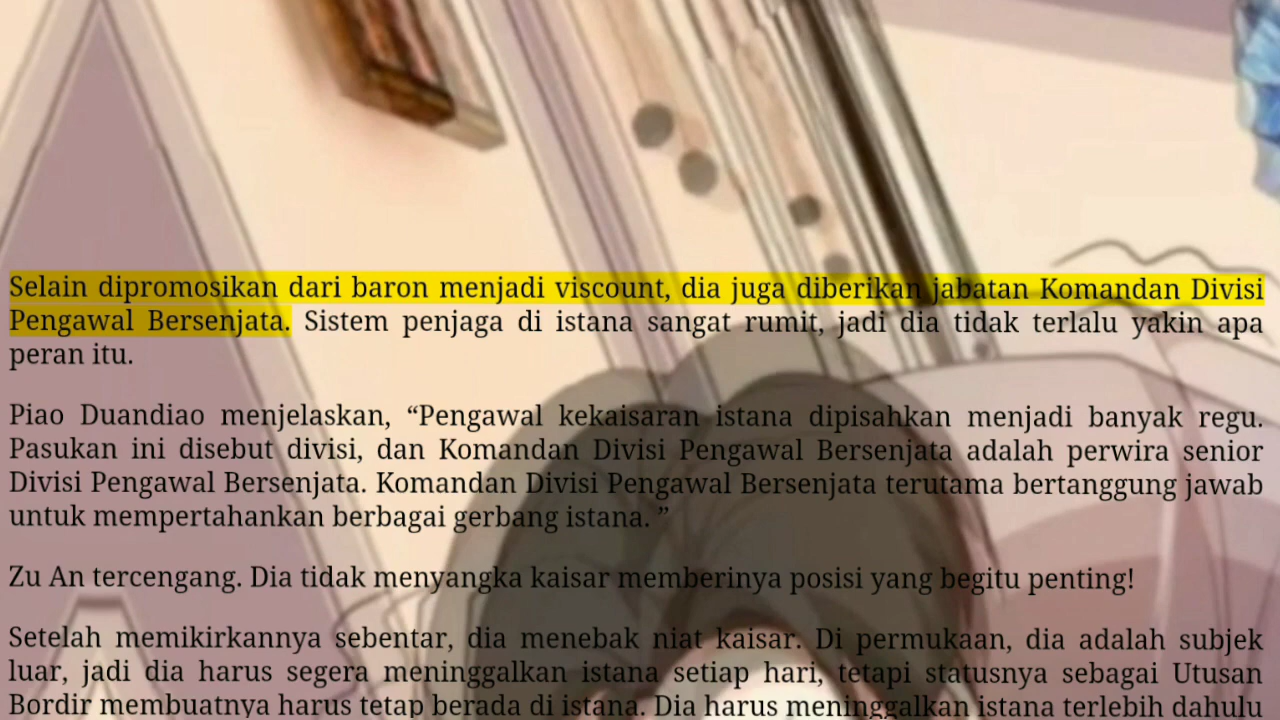 Selain dipromosikan dari baron menjadi viscount, dia juga diberikan jabatan Komandan Divisi
Pengawal Bersenjata. Sistem penjaga di istana sangat rumit, jadi dia tidak terlalu yakin apa
peran itu.
Piao Duandiao menjelaskan, “Pengawal kekaisaran istana dipisahkan menjadi banyak regu.
Pasukan ini disebut divisi, dan Komandan Divisi Pengawal Bersenjata adalah perwira senior
Divisi Pengawal Bersenjata. Komandan Divisi Pengawal Bersenjata terutama bertanggung jawab
untuk mempertahankan berbagai gerbang istana. ”
Zu An tercengang. Dia tidak menyangka kaisar memberinya posisi yang begitu penting!
Setelah memikirkannya sebentar, dia menebak niat kaisar. Di permukaan, dia adalah subjek
luar, jadi dia harus segera meninggalkan istana setiap hari, tetapi statusnya sebagai Utusan
Bordir membuatnya harus tetap berada di istana. Dia harus meninggalkan istana terlebih dahulu